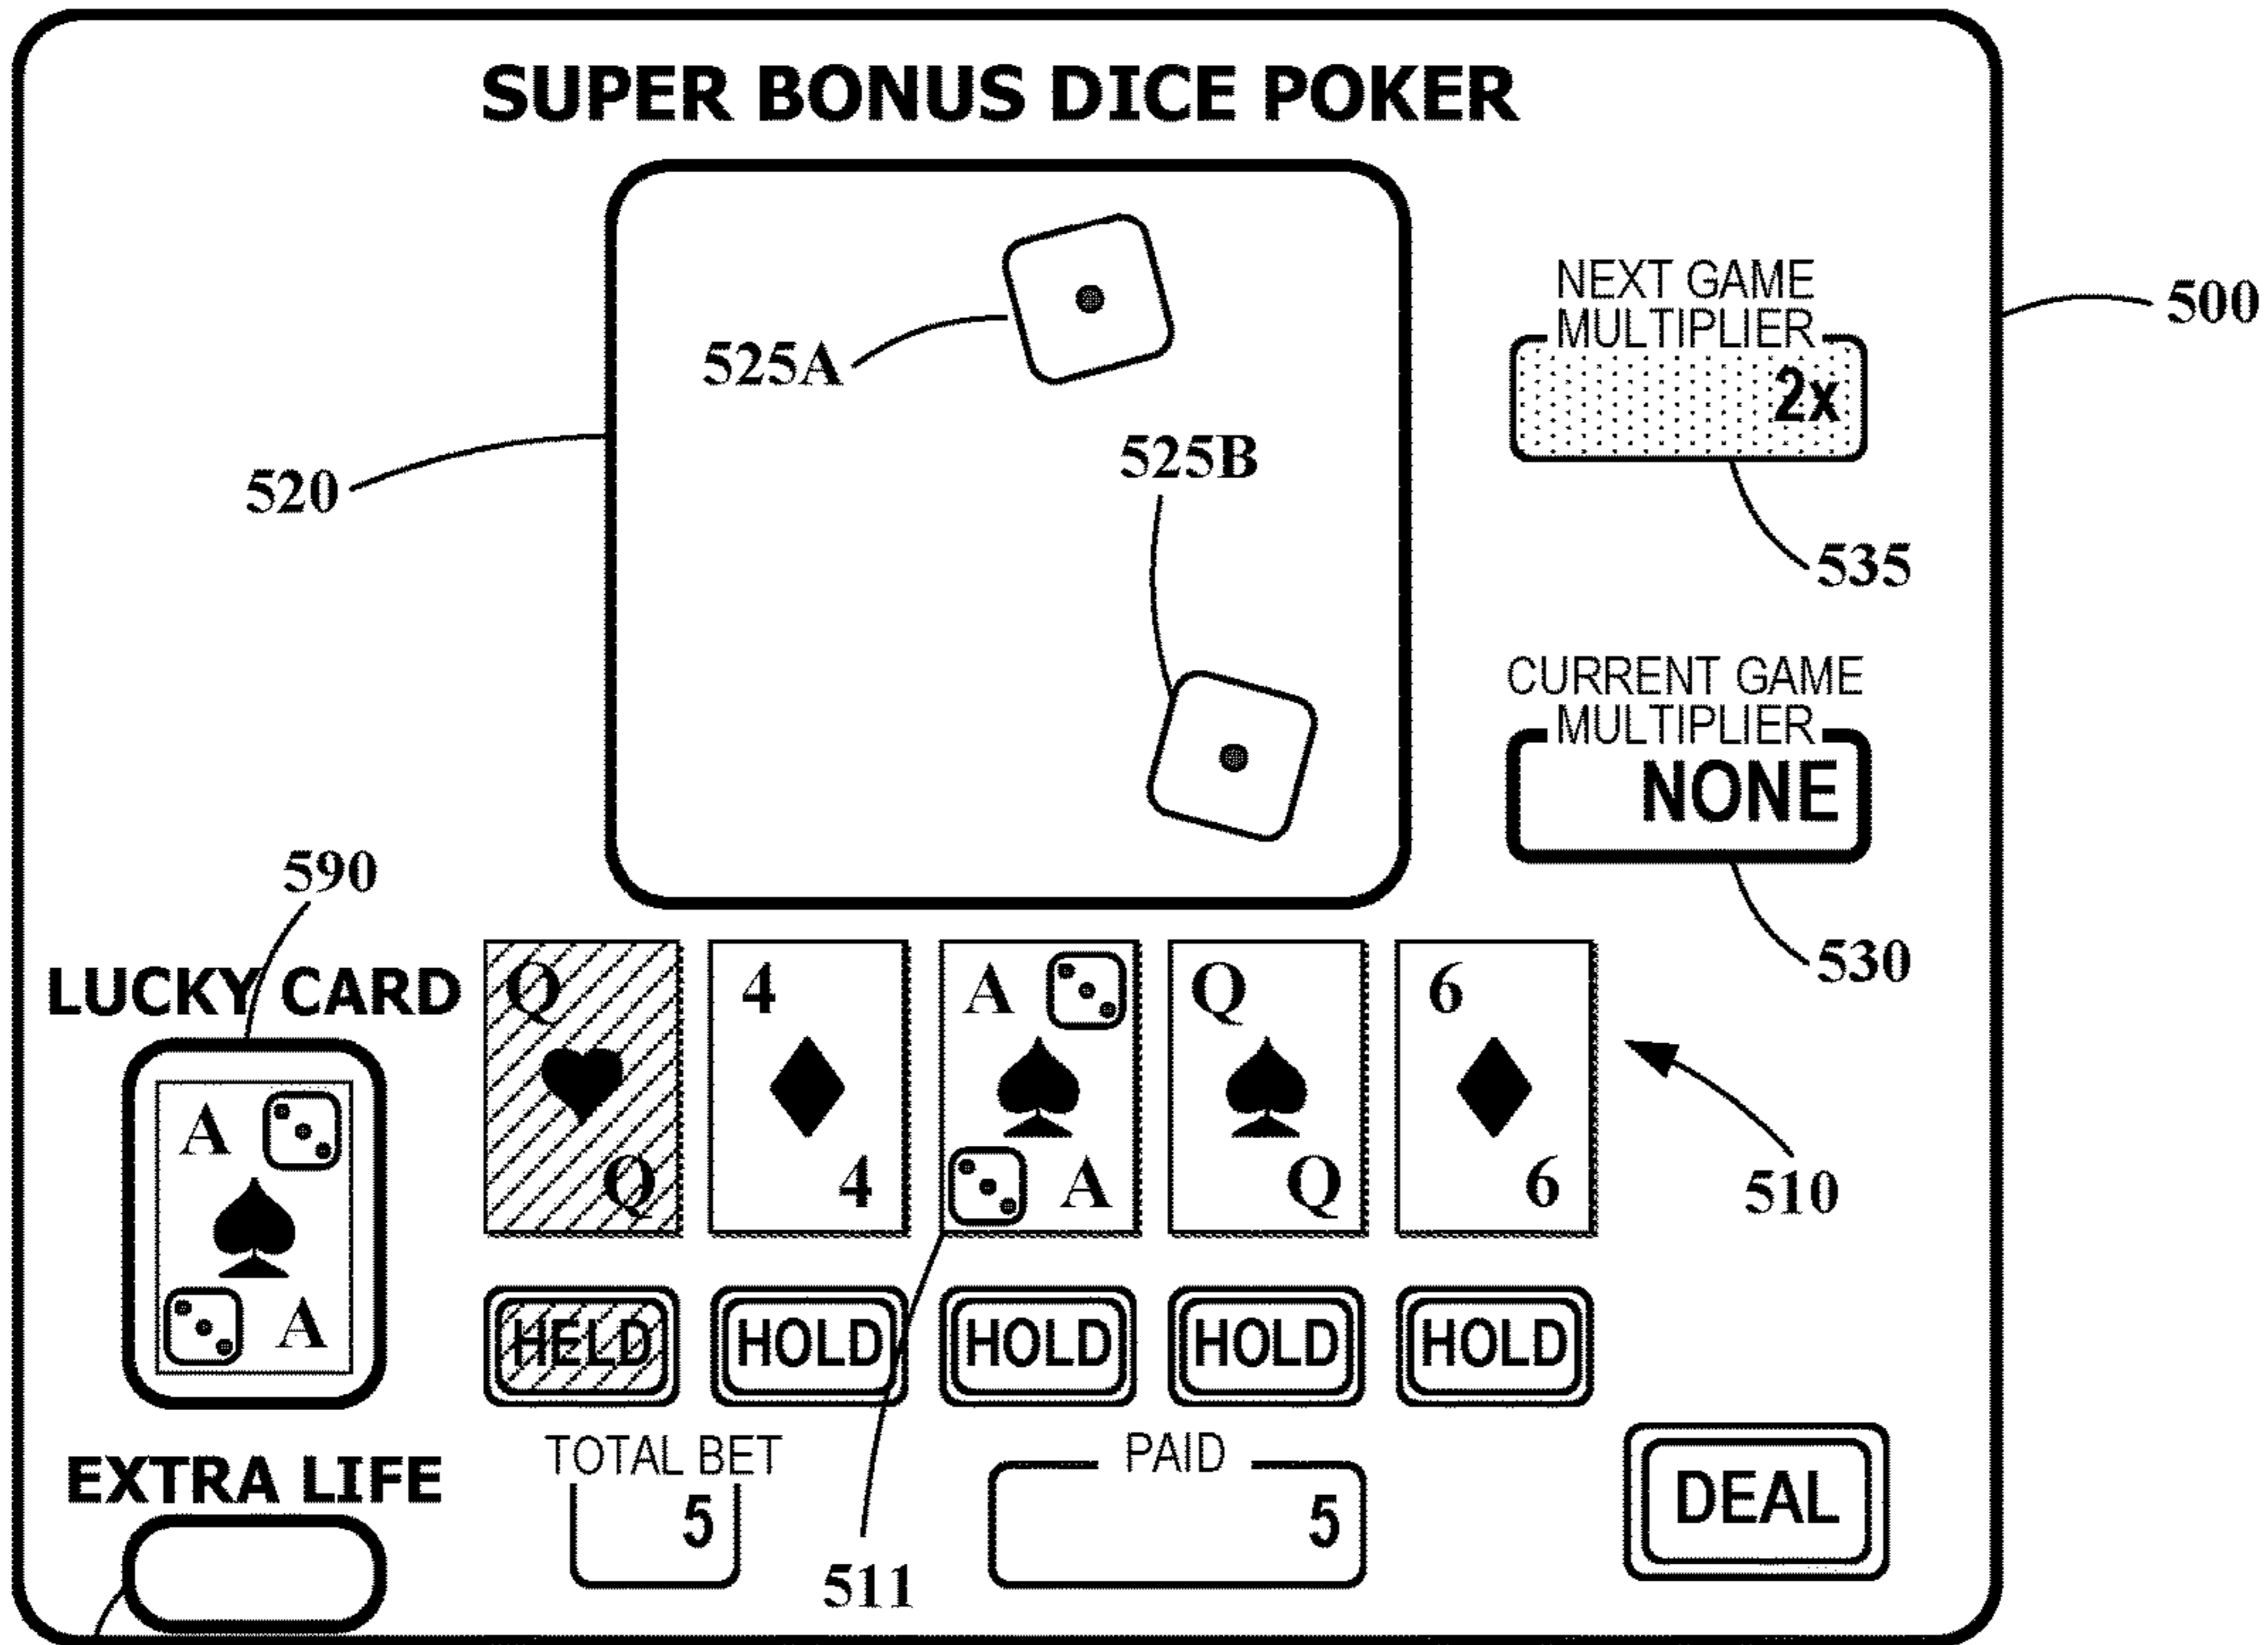 SUPER BONUS DICE POKER
NEXT GAME
MULTIPLIER
2x
500
525A
525B
520
535
CURRENT GAME
MULTIPLIER
NONE
530
590
LUCKY CARD
A
A
Q
Q
4
4
A
A
Q
Q
6
6
510
HELD
HOLD
HOLD
HOLD
HOLD
TOTAL BET
5
PAID
5
DEAL
EXTRA LIFE
511